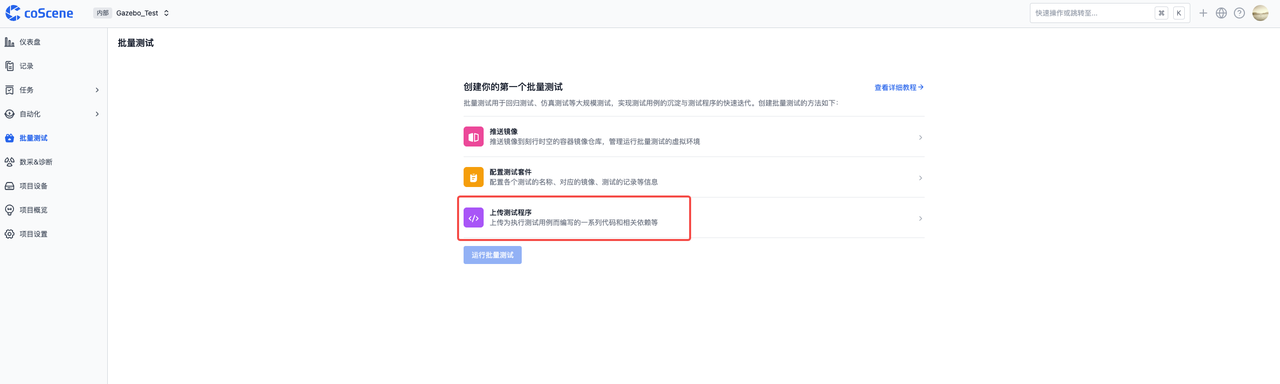 coScene
内部 Gazebo_Test
快速操作或跳转至... ⌘ K
仪表盘
记录
任务
自动化
批量测试
数采&诊断
项目设备
项目概览
项目设置
批量测试
创建你的第一个批量测试
查看详细教程→
批量测试用于回归测试、仿真测试等大规模测试，实现测试用例的沉淀与测试程序的快速迭代。创建批量测试的方法如下：
推送镜像
推送镜像到刻行时空的容器镜像仓库，管理运行批量测试的虚拟环境
配置测试套件
配置各个测试的名称、对应的镜像、测试的记录等信息
上传测试程序
上传为执行测试用例而编写的一系列代码和相关依赖等
运行批量测试